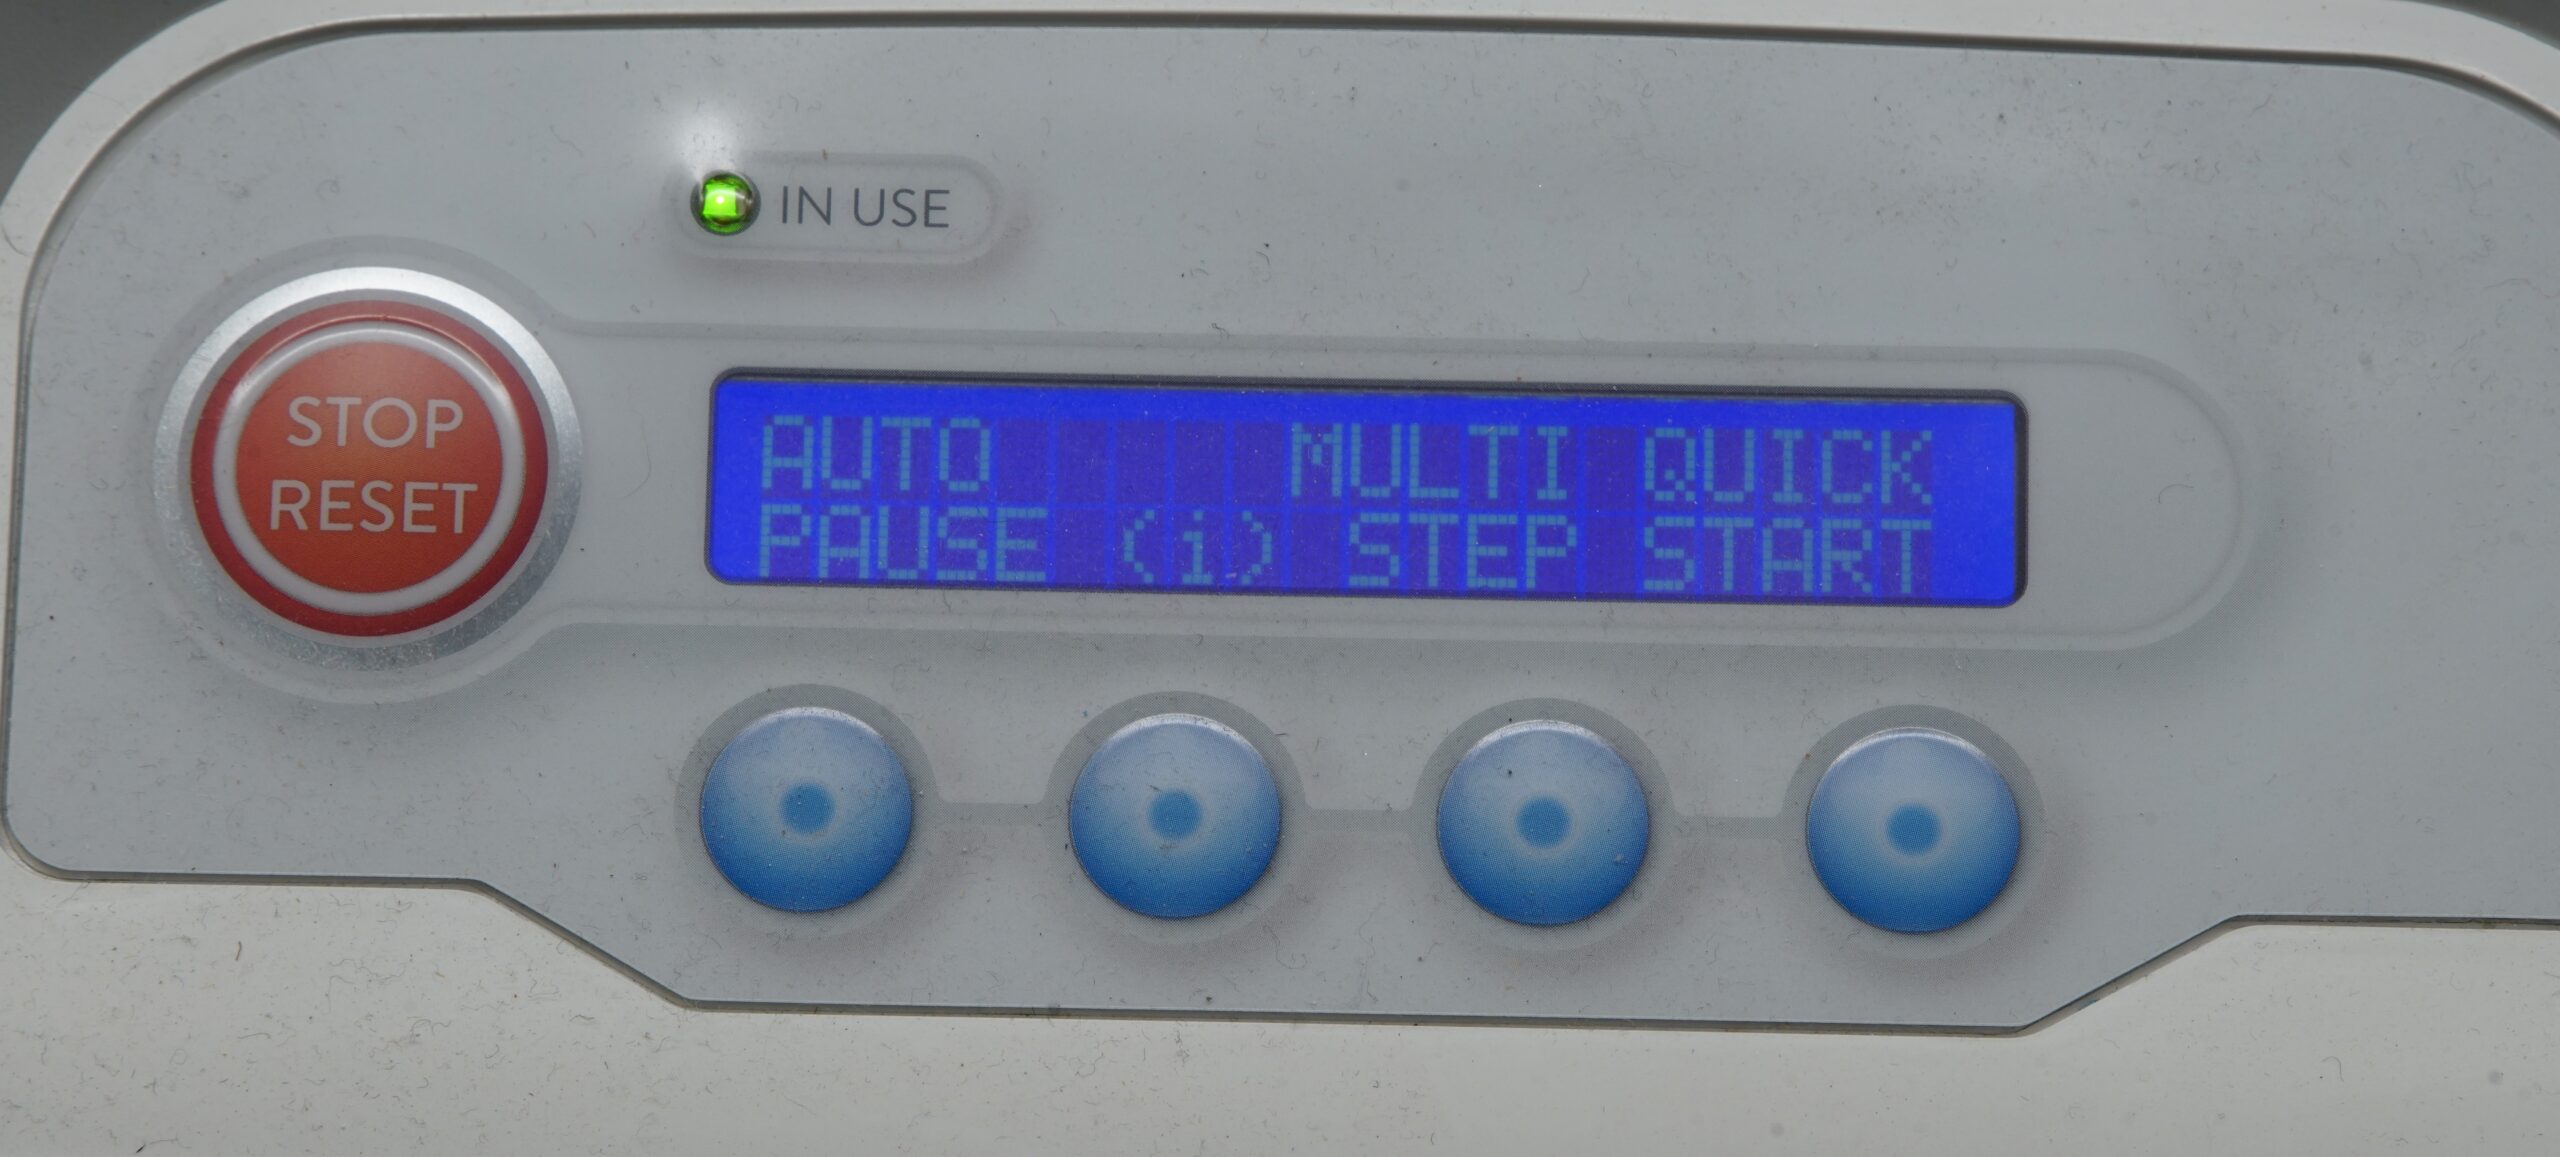 IN USE
STOP
RESET
AUTO MULTI QUICK
PAUSE (i) STEP START